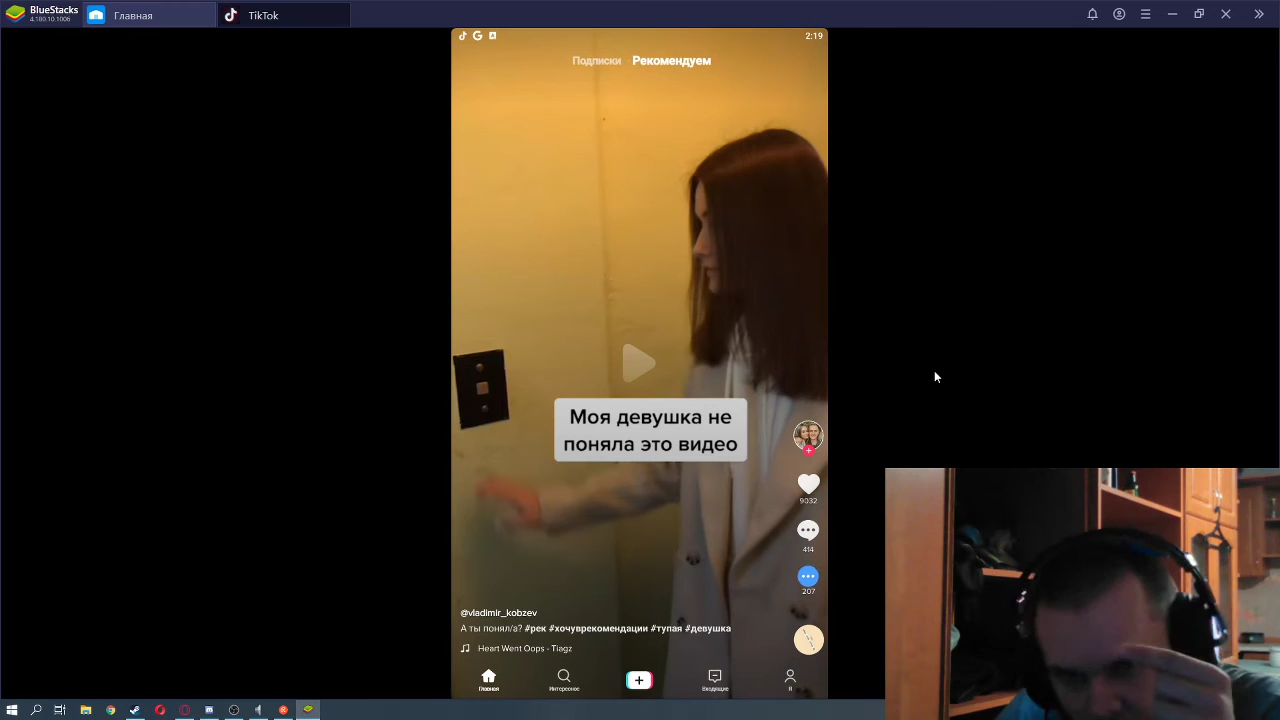 BlueStacks
4.180.10.1006
Главная
TikTok
2:19
Подписки
Рекомендуем
Моя девушка не
поняла это видео
9032
414
207
@vladimir_kobzev
А ты понял/а? #рек #хочуврекомендации #тупая #девушка
Heart Went Oops - Tiagz
Главная
Интересное
Входящие
Я